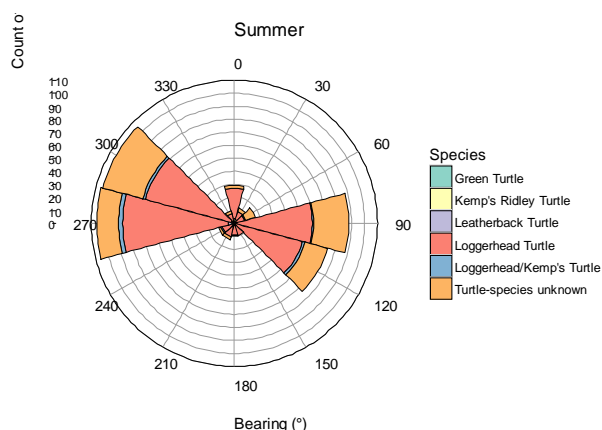 Summer
Count o
110
100
90
80
70
60
50
40
30
20
10
0
0
30
60
90
120
150
180
210
240
270
300
330
Bearing (°)
Species
Green Turtle
Kemp's Ridley Turtle
Leatherback Turtle
Loggerhead Turtle
Loggerhead/Kemp's Turtle
Turtle-species unknown